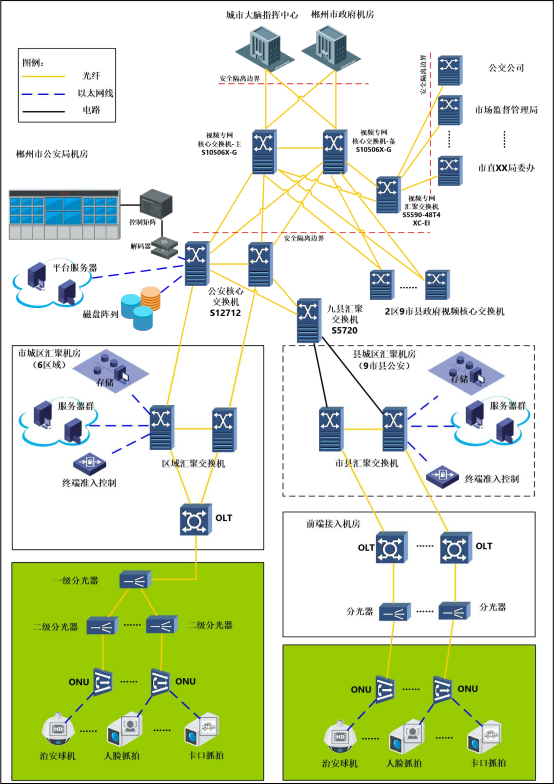 城市大脑指挥中心
郴州市政府机房
图例：
光纤
以太网线
电路
安全隔离边界
安全隔离边界
公交公司
市场监督管理局
市直XX局委办
视频专网
核心交换机-主
S10506X-G
视频专网
核心交换机-备
S10506X-G
视频专网
汇聚交换机
S5590-48T4
XC-EI
郴州市公安局机房
控制矩阵
解码器
安全隔离边界
平台服务器
磁盘阵列
公安核心
交换机
S12712
九县汇聚
交换机
S5720
2区9市县政府视频核心交换机
市城区汇聚机房
（6区域）
存储
服务器群
终端准入控制
区域汇聚交换机
OLT
县城区汇聚机房
（9市县公安）
存储
服务器群
终端准入控制
市县汇聚交换机
前端接入机房
OLT
OLT
分光器
分光器
一级分光器
二级分光器
二级分光器
ONU
ONU
HD
治安球机
人脸抓拍
卡口抓拍
ONU
ONU
HD
治安球机
人脸抓拍
卡口抓拍